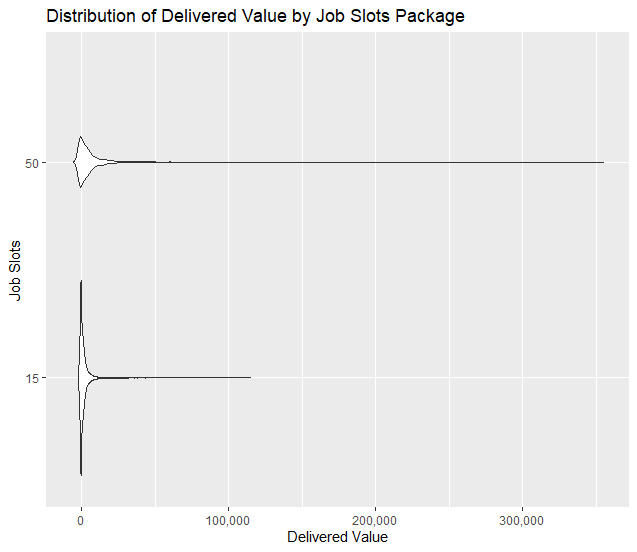 Distribution of Delivered Value by Job Slots Package
Job Slots
50
15
0
100,000
200,000
300,000
Delivered Value